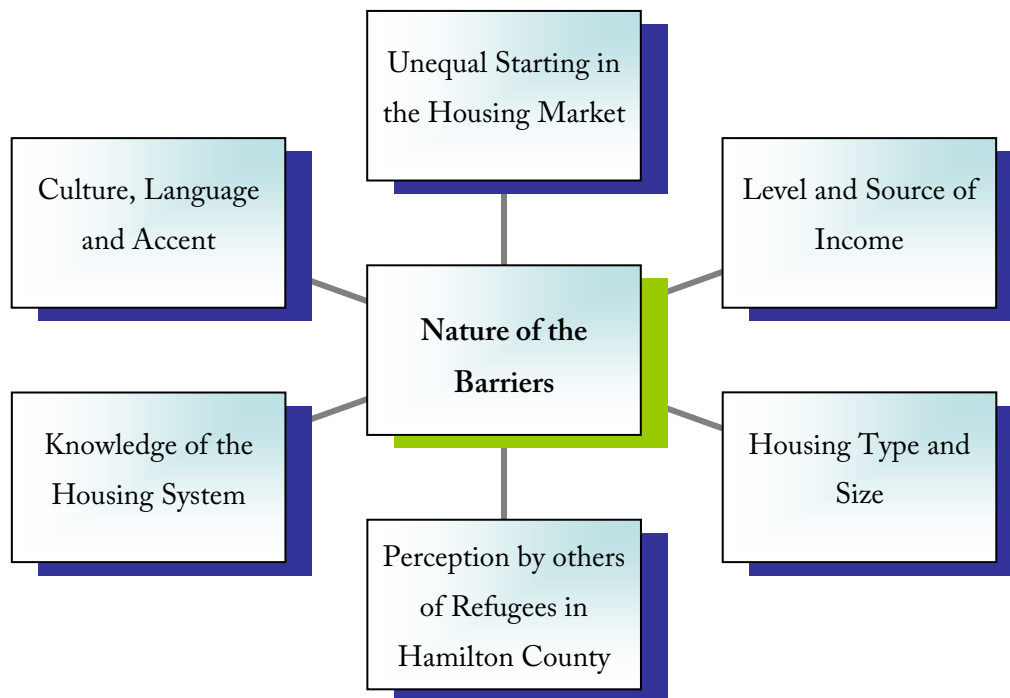 Unequal Starting in
the Housing Market
Culture, Language
and Accent
Level and Source of
Income
Nature of the
Barriers
Knowledge of the
Housing System
Housing Type and
Size
Perception by others
of Refugees in
Hamilton County